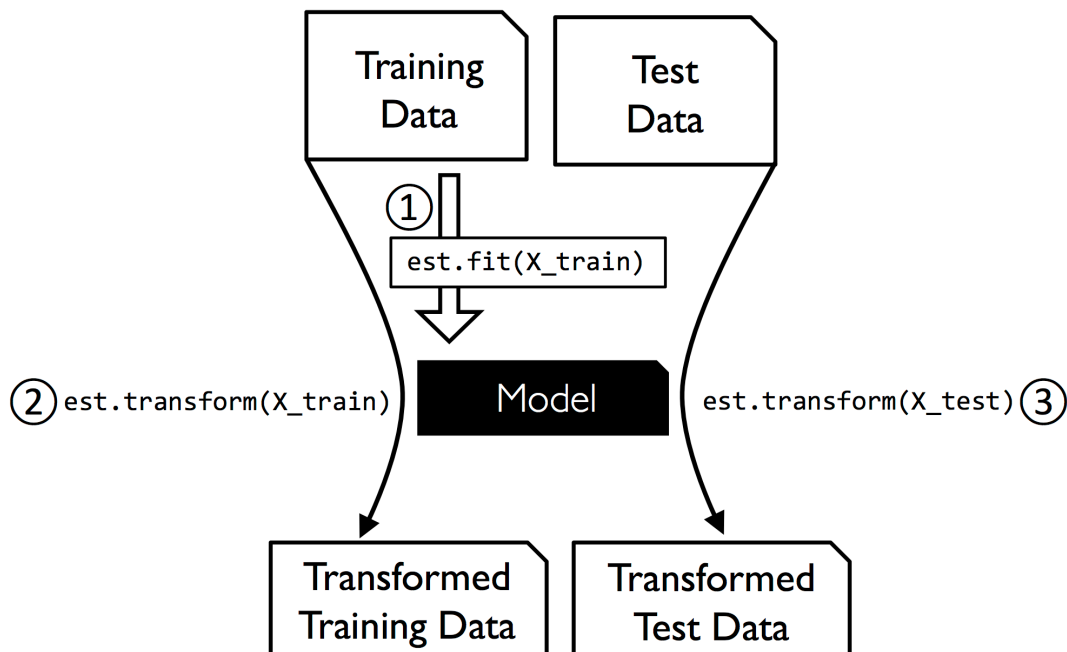 Training
Data
Test
Data
1
est.fit(X_train)
2
est.transform(X_train)
Model
est.transform(X_test)
3
Transformed
Training Data
Transformed
Test Data